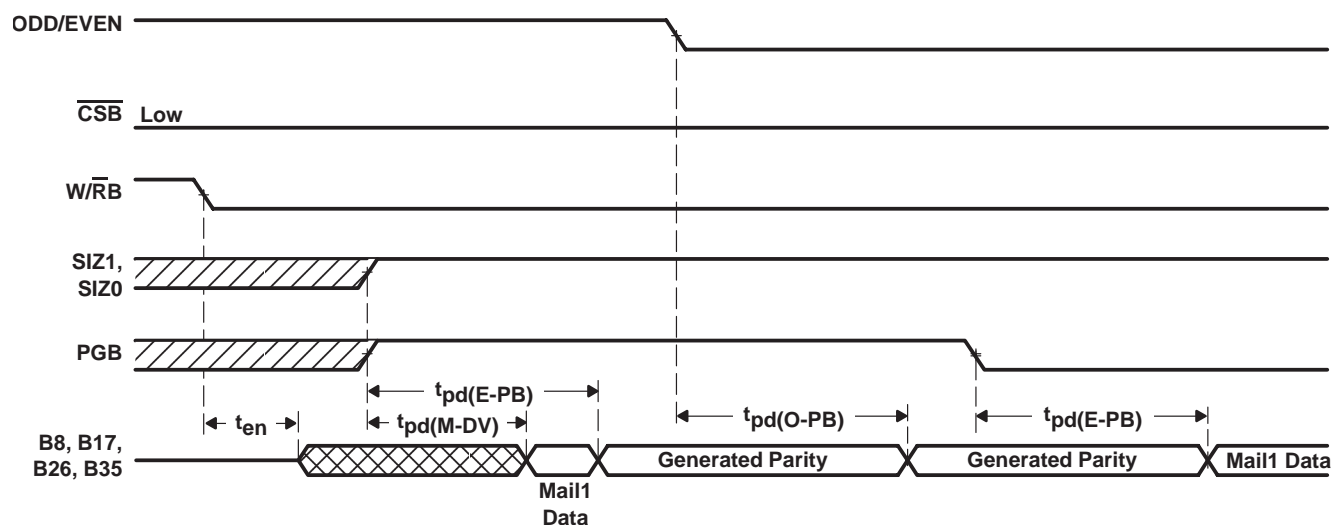 ODD/EVEN
CSB Low
W/RB
SIZ1,
SIZ0
PGB
tpd(E-PB)
ten
tpd(M-DV)
tpd(O-PB)
tpd(E-PB)
B8, B17,
B26, B35
Generated Parity
Generated Parity
Mail1 Data
Mail1
Data